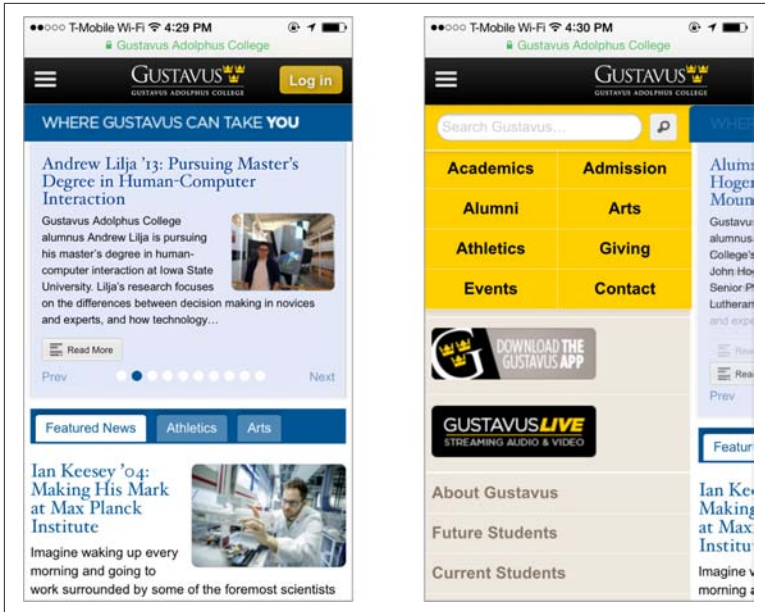 T-Mobile Wi-Fi 4:29 PM
Gustavus Adolphus College
GUSTAVUS
GUSTAVUS ADOLPHUS COLLEGE
Log in
WHERE GUSTAVUS CAN TAKE YOU
Andrew Lilja '13: Pursuing Master's
Degree in Human-Computer
Interaction
Gustavus Adolphus College
alumnus Andrew Lilja is pursuing
his master's degree in human-
computer interaction at Iowa State
University. Lilja's research focuses
on the differences between decision making in novices
and experts, and how technology…
Read More
Prev
Next
Featured News
Athletics
Arts
Ian Keesey '04:
Making His Mark
at Max Planck
Institute
Imagine waking up every
morning and going to
work surrounded by some of the foremost scientists
T-Mobile Wi-Fi 4:30 PM
Gustavus Adolphus College
GUSTAVUS
GUSTAVUS ADOLPHUS COLLEGE
Search Gustavus...
Academics
Admission
Alumni
Arts
Athletics
Giving
Events
Contact
DOWNLOAD THE
GUSTAVUS APP
GUSTAVUS LIVE
STREAMING AUDIO & VIDEO
About Gustavus
Future Students
Current Students
WHER
Alumn
Hoger
Moun
Gustavu
alumnus
College's
John Hog
Senior P
Lutheran
and expe
Rea
Rea
Prev
Featur
Ian Ke
Making
at Max
Institu
Imagine v
morning a